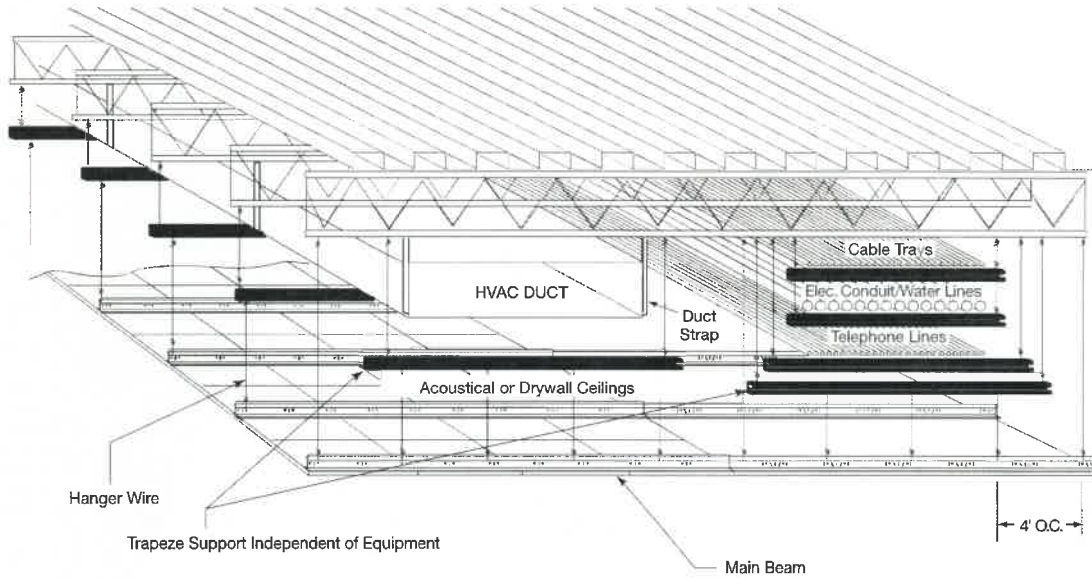 Cable Trays
Elec. Conduit/Water Lines
HVAC DUCT
Duct
Strap
Telephone Lines
Acoustical or Drywall Ceilings
Hanger Wire
Trapeze Support Independent of Equipment
4' O.C.
Main Beam